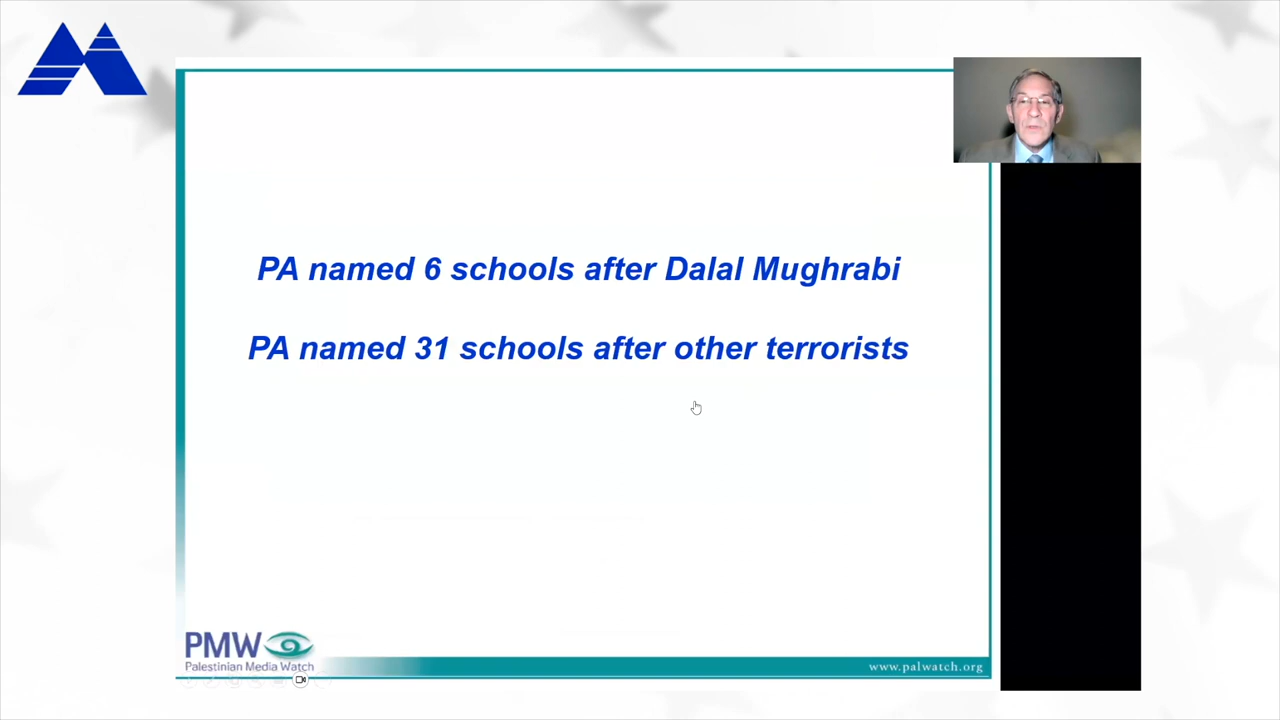 PA named 6 schools after Dalal Mughrabi
PA named 31 schools after other terrorists
PMW
Palestinian Media Watch
www.palwatch.org